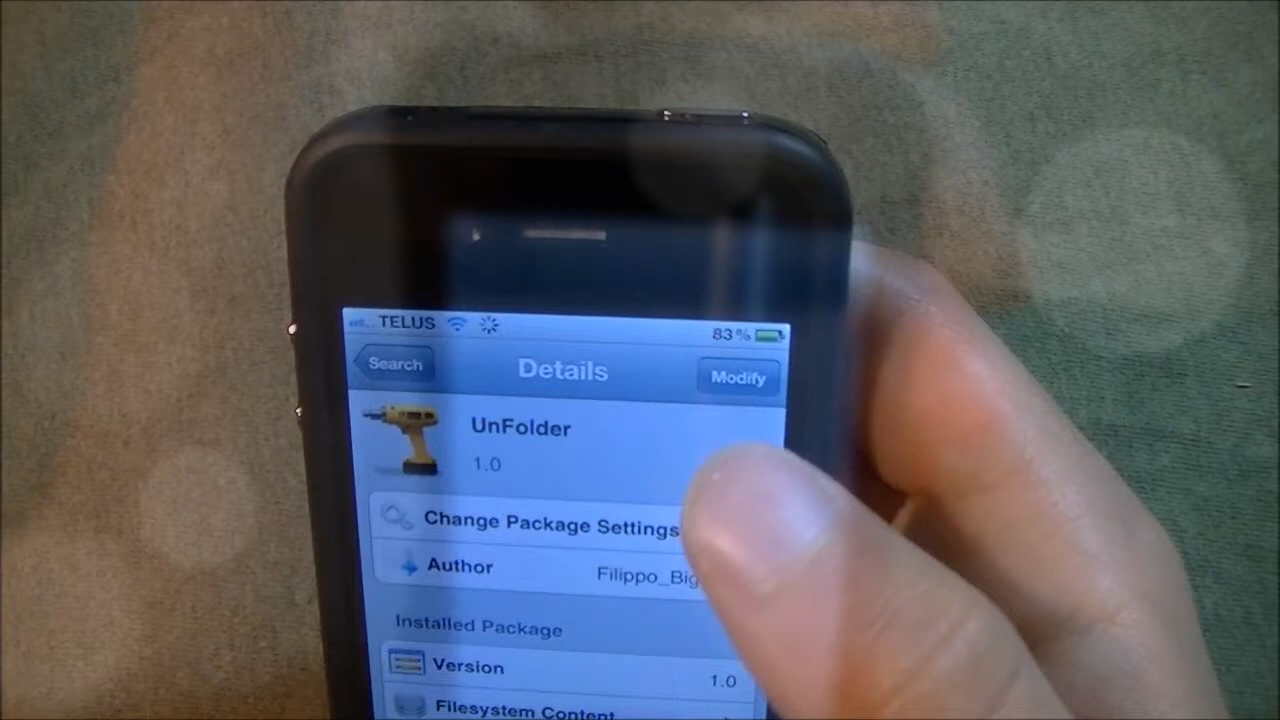 TELUS 83%
Search Details Modify
UnFolder
1.0
Change Package Settings
Author
Installed Package
Version 1.0
Filesystem Content